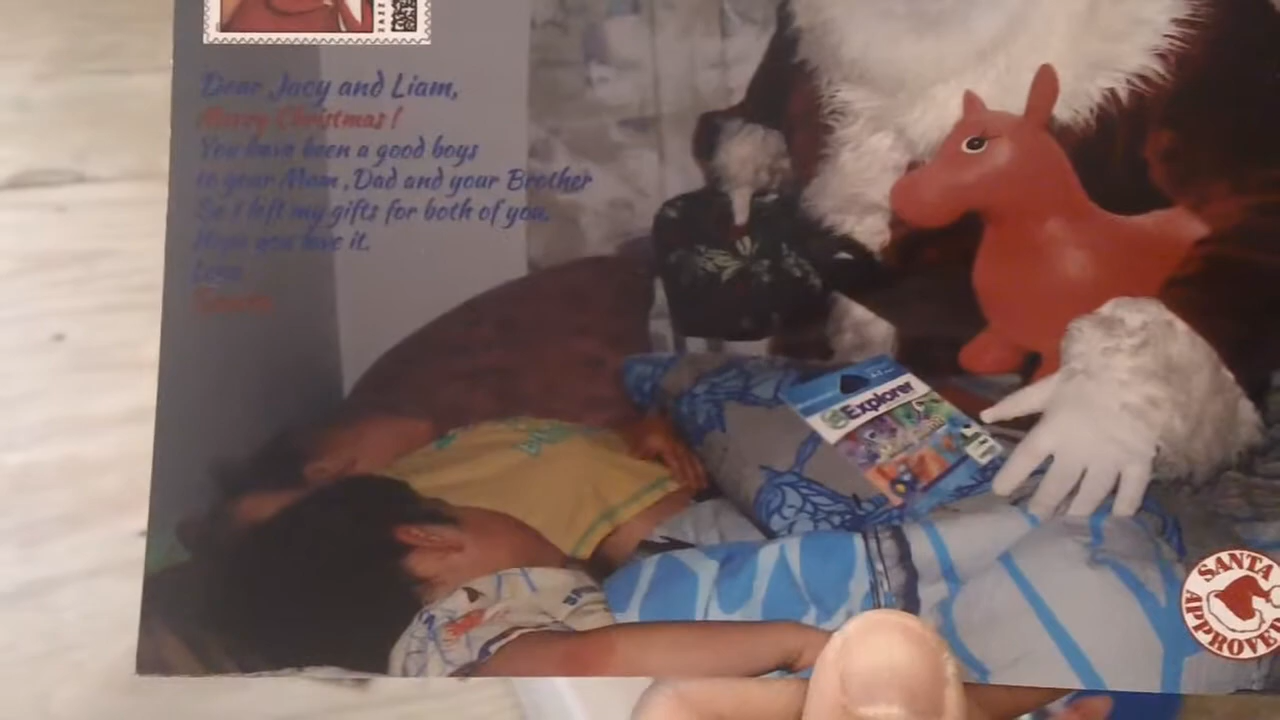 Dear Jacy and Liam,
Merry Christmas!
You have been a good boys
to your Mom, Dad and your Brother
So I left my gifts for both of you.
Hope you love it.
Love
Santa
Explorer
SANTA
APPROVED